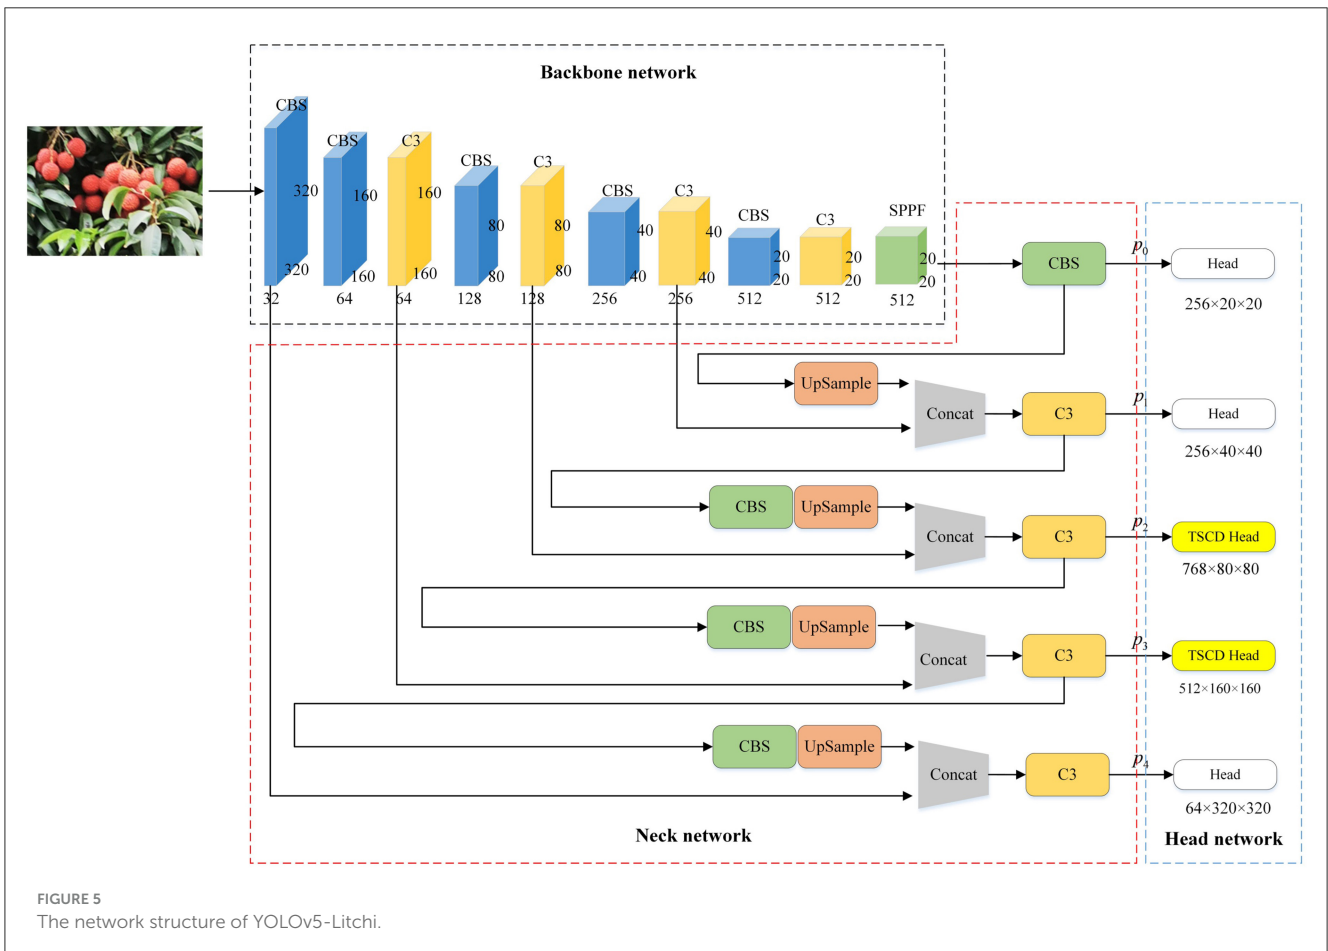 Backbone network
CBS
320
320
32
CBS
160
160
64
C3
160
160
64
CBS
80
80
128
C3
80
80
128
CBS
40
40
256
C3
40
40
256
CBS
20
20
512
C3
20
20
512
SPPF
20
20
512
CBS
p0
Head
256×20×20
UpSample
Concat
C3
p1
Head
256×40×40
CBS
UpSample
Concat
C3
p2
TSCD Head
768×80×80
CBS
UpSample
Concat
C3
p3
TSCD Head
512×160×160
CBS
UpSample
Concat
C3
p4
Head
64×320×320
Neck network
Head network
FIGURE 5
The network structure of YOLOv5-Litchi.